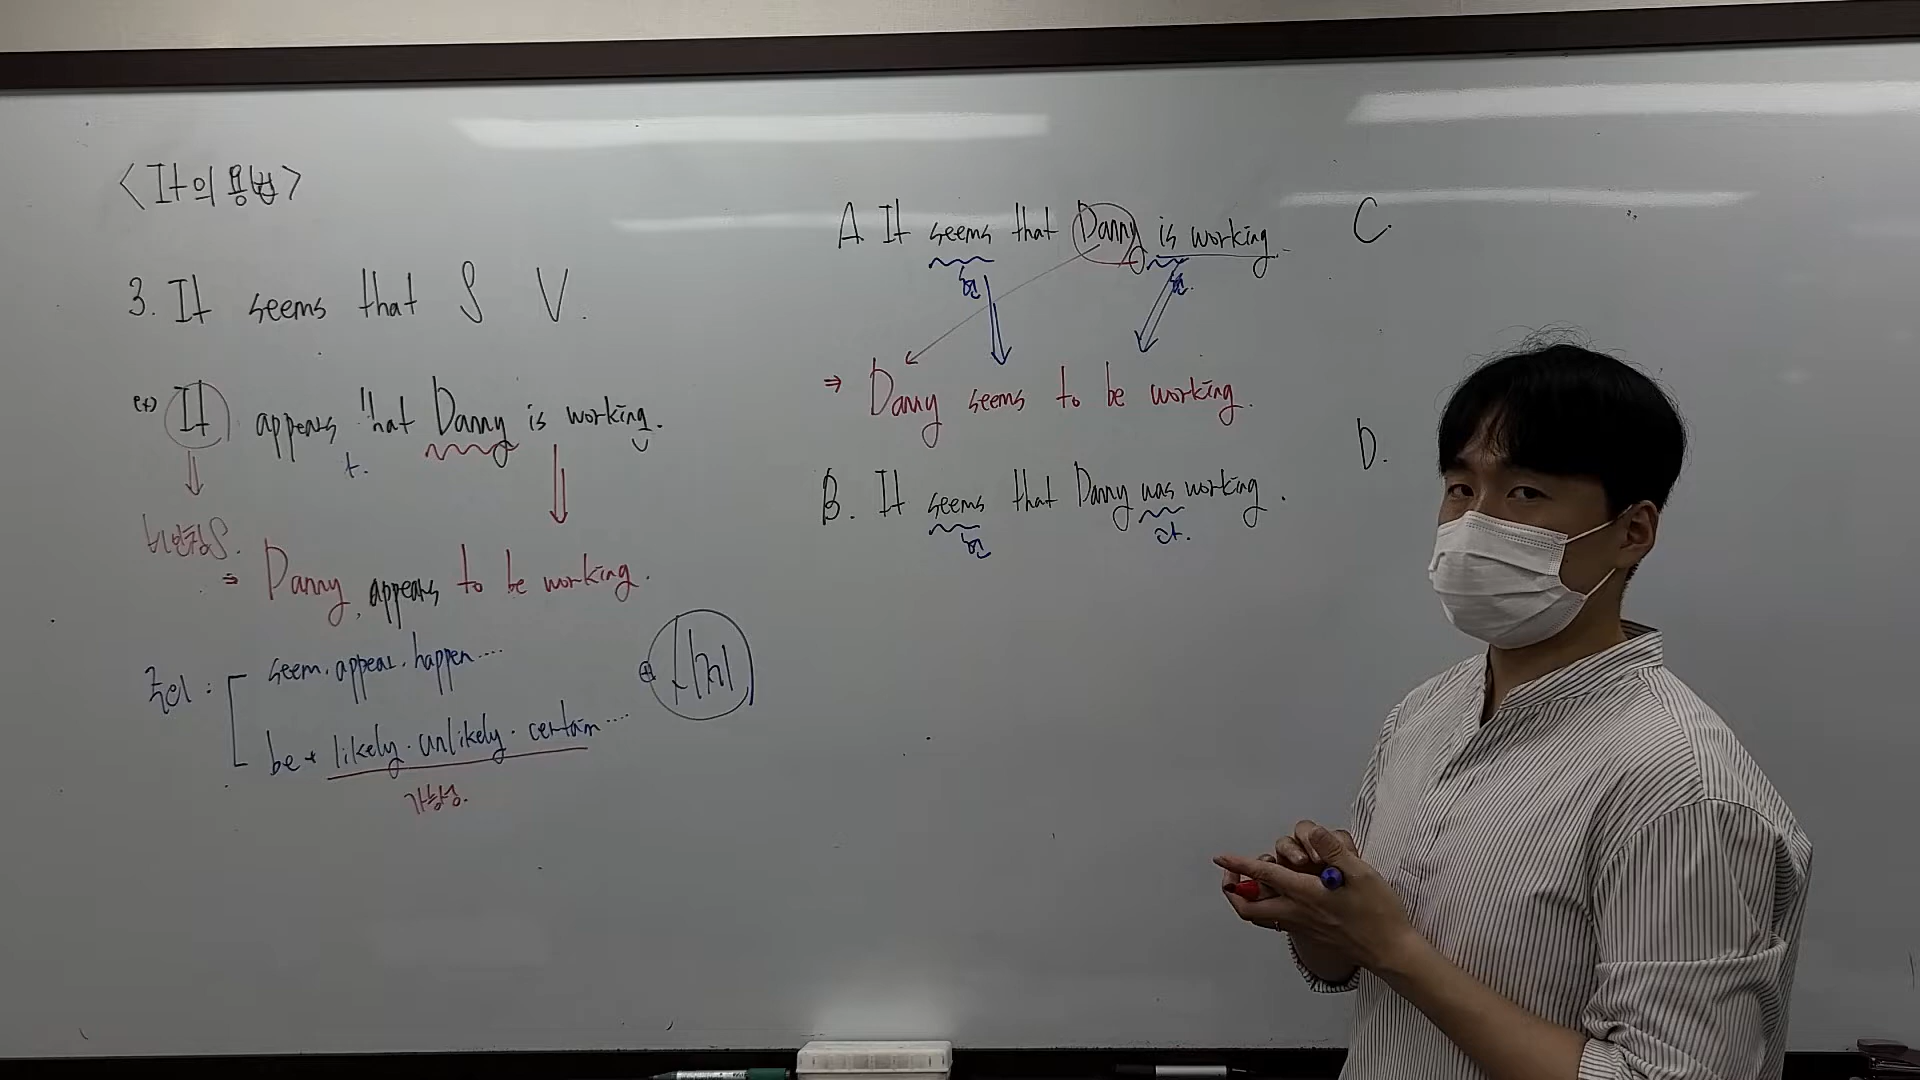 <It의 용법>
3. It seems that S V.
ex) It appears that Danny is working.
t. v
비인칭S.
⇒ Danny appears to be working.
주의 : seem. appear. happen ....
be + likely. unlikely. certain ....
가능성.
A. It seems that Danny is working.
현 현.
⇒ Danny seems to be working.
B. It seems that Danny was working.
현 과.
C.
D.